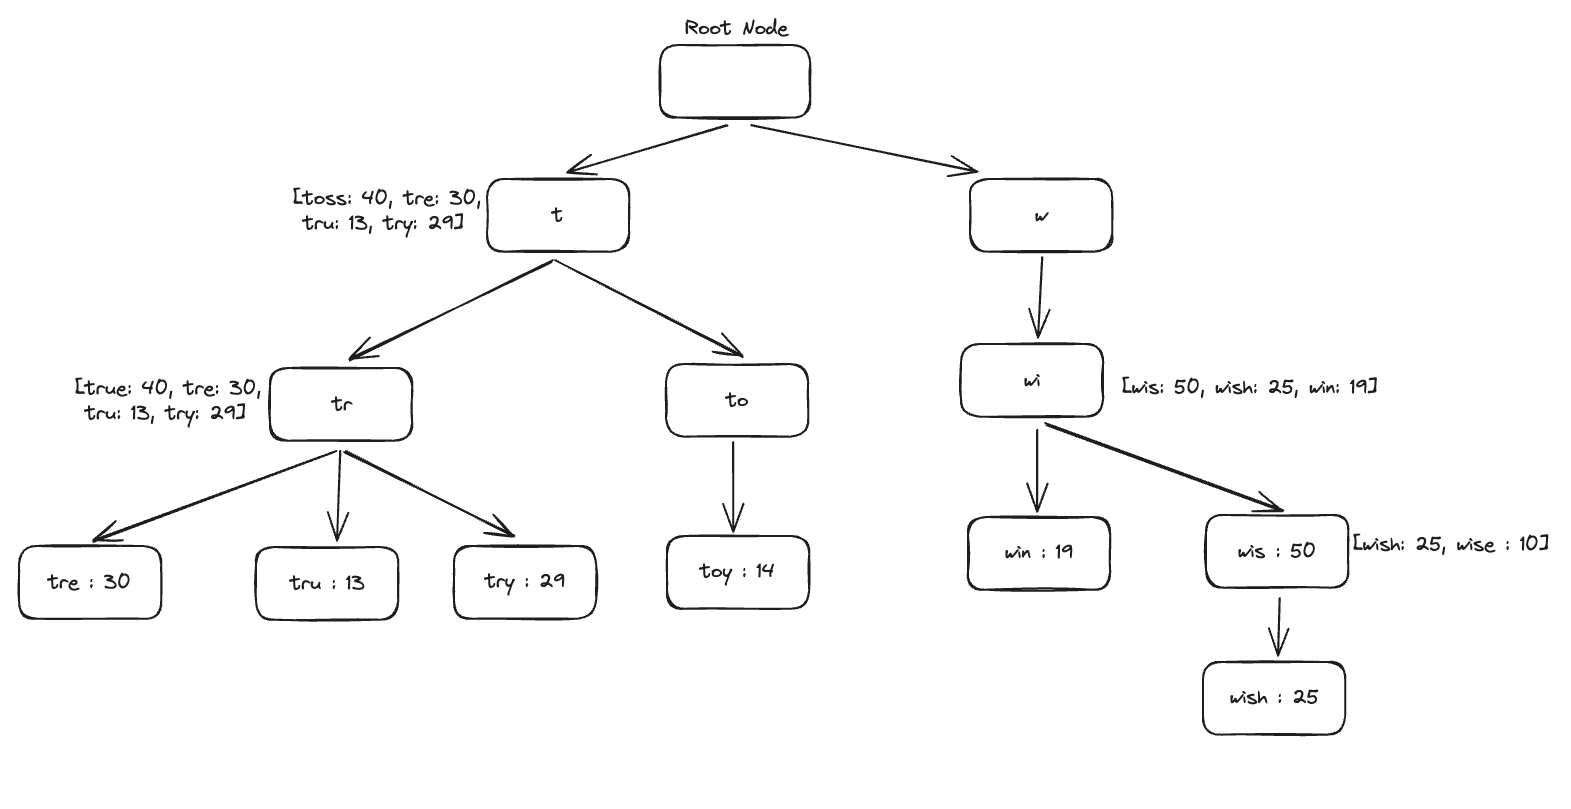 Root Node
[toss: 40, tre: 30,
tru: 13, try: 29]
t
w
[true: 40, tre: 30,
tru: 13, try: 29]
tr
to
wi
[wis: 50, wish: 25, win: 19]
tre : 30
tru : 13
try : 29
toy : 14
win : 19
wis : 50
[wish: 25, wise : 10]
wish : 25